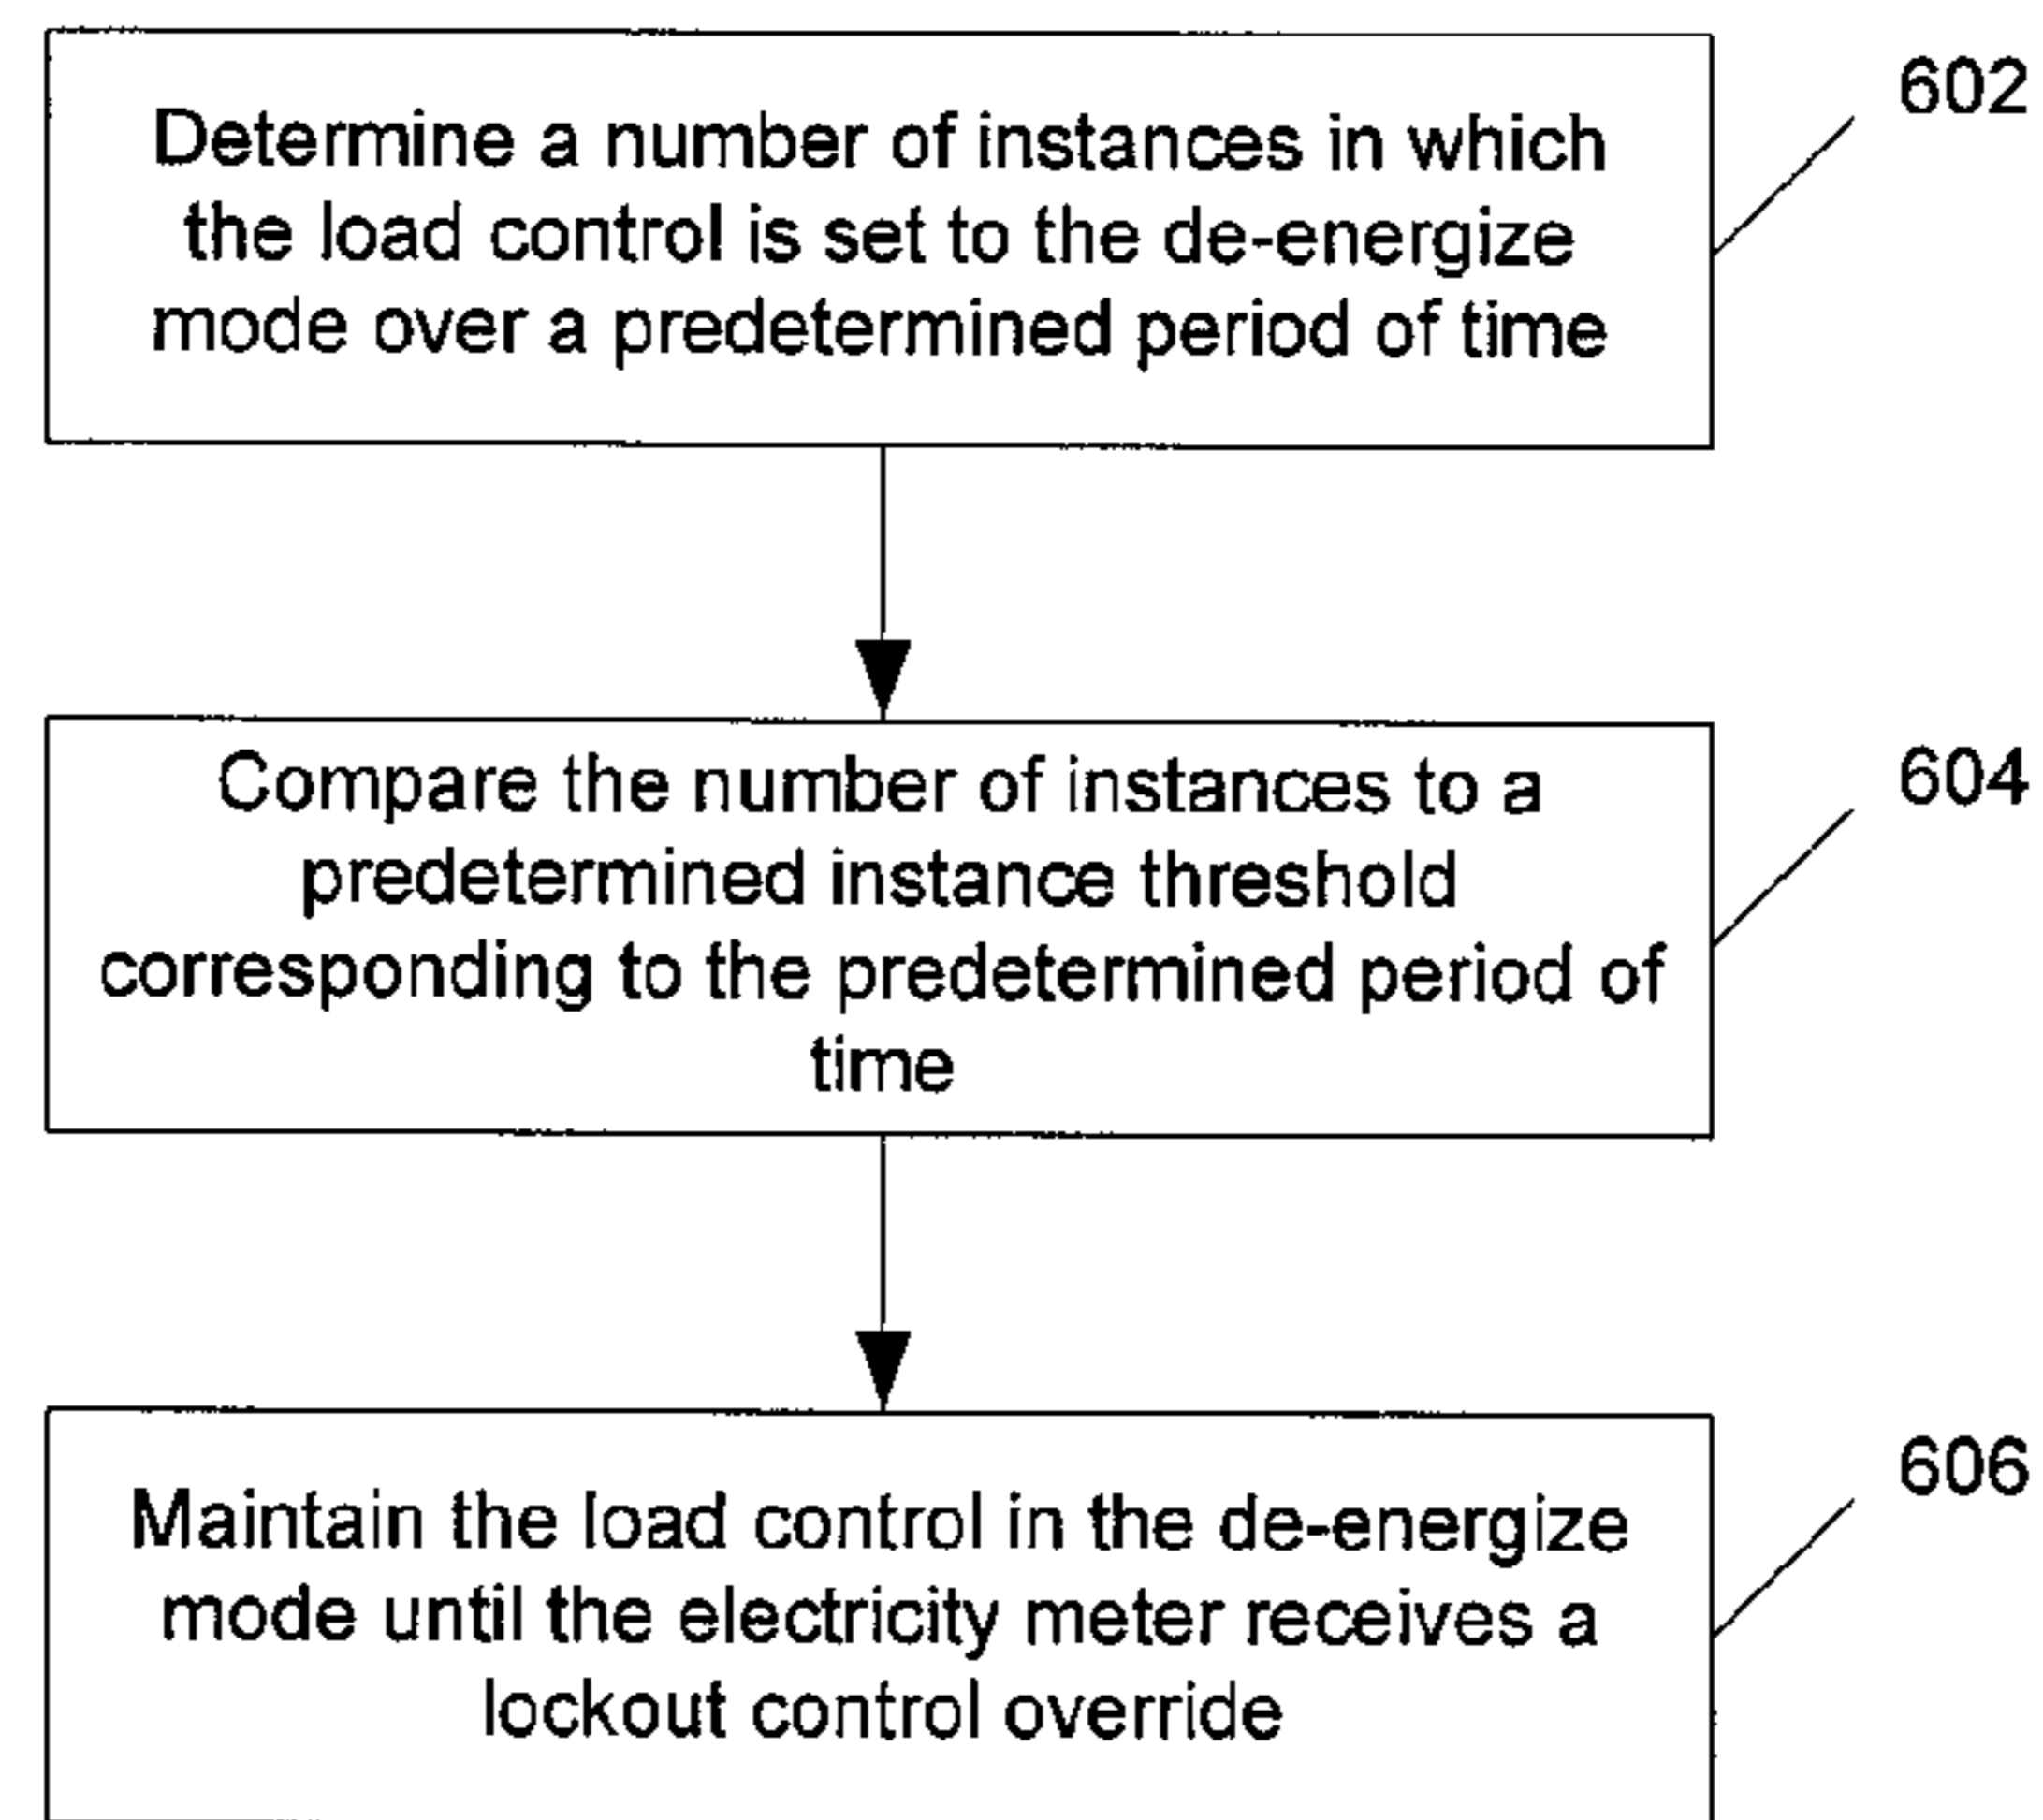 602
Determine a number of instances in which
the load control is set to the de-energize
mode over a predetermined period of time
604
Compare the number of instances to a
predetermined instance threshold
corresponding to the predetermined period of
time
606
Maintain the load control in the de-energize
mode until the electricity meter receives a
lockout control override